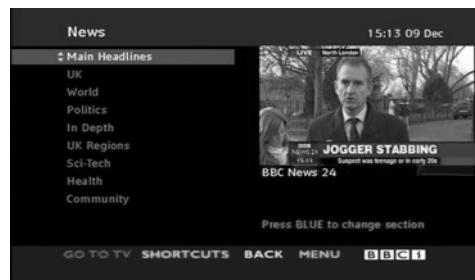 News
15:13 09 Dec
Main Headlines
UK
World
Politics
In Depth
UK Regions
Sci-Tech
Health
Community
LIVE North London
NEWS 24 JOGGER STABBING
15:13 Suspect was teenage or in early 20s
BBC News 24
Press BLUE to change section
GO TO TV SHORTCUTS BACK MENU BBC 1